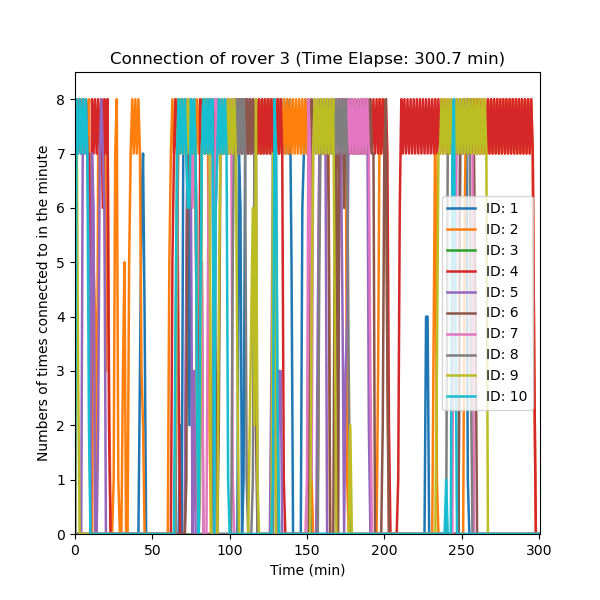 Connection of rover 3 (Time Elapse: 300.7 min)
Numbers of times connected to in the minute
8
7
6
5
4
3
2
1
0
ID: 1
ID: 2
ID: 3
ID: 4
ID: 5
ID: 6
ID: 7
ID: 8
ID: 9
ID: 10
0 50 100 150 200 250 300
Time (min)